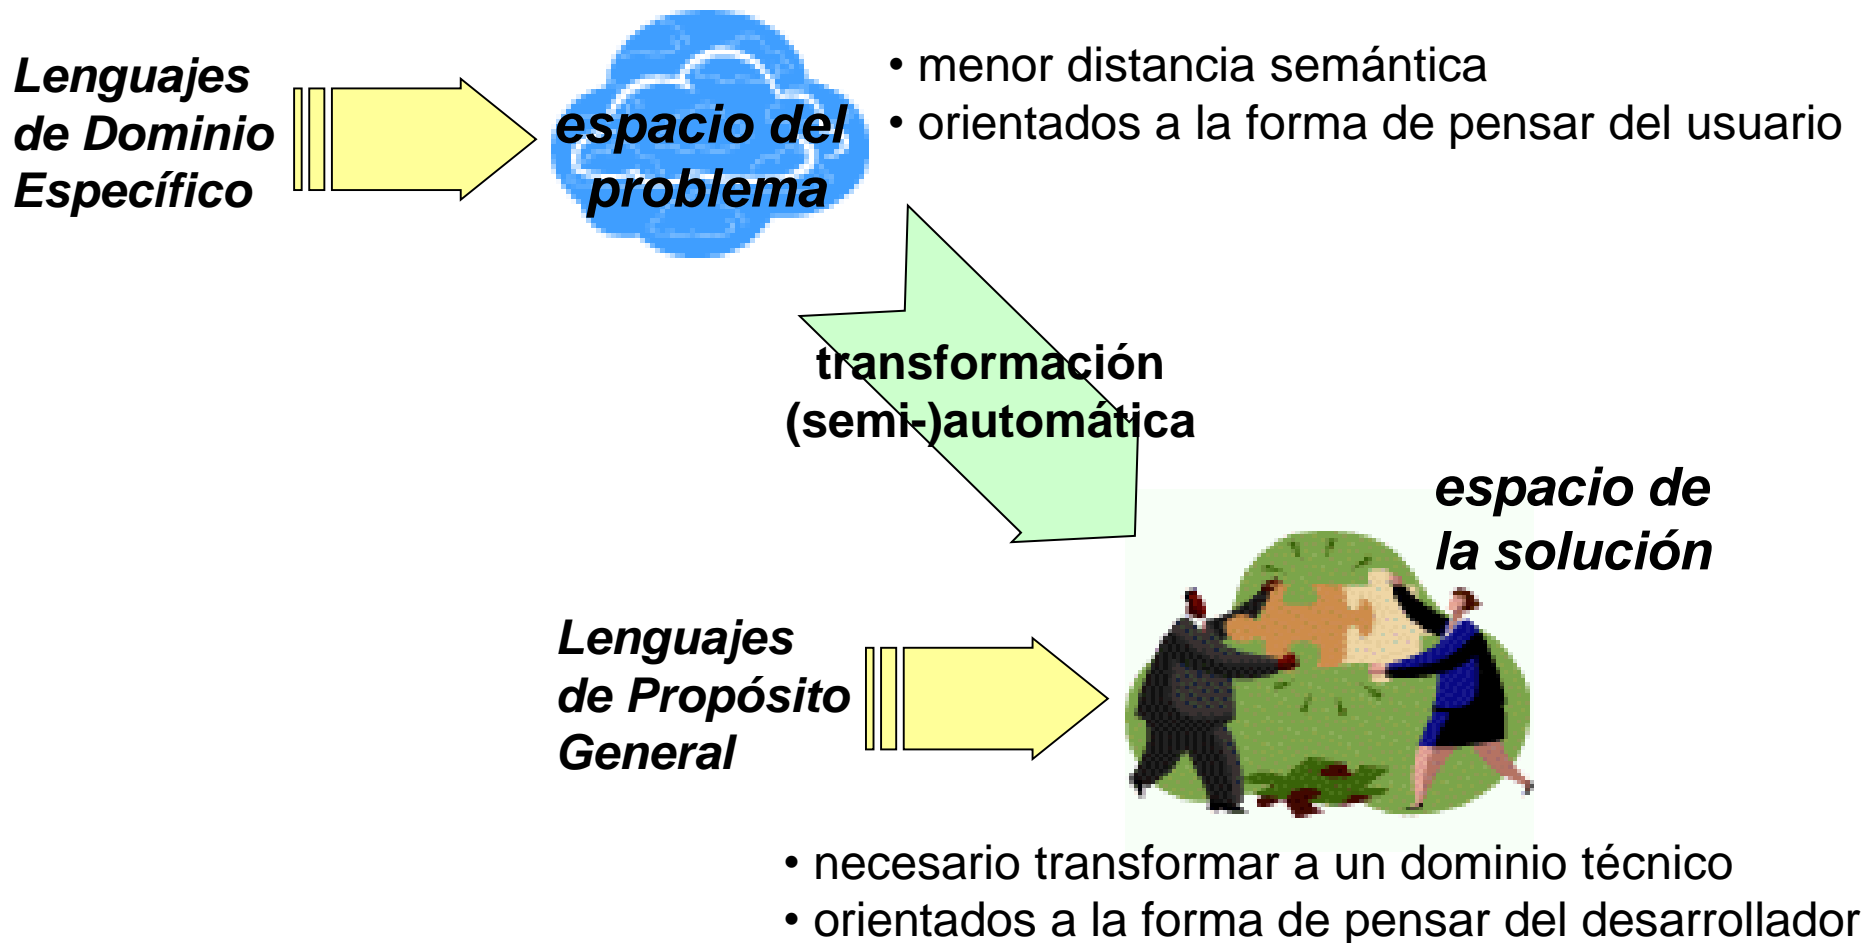 Lenguajes
de Dominio
Específico
espacio del
problema
• menor distancia semántica
• orientados a la forma de pensar del usuario
transformación
(semi-)automática
espacio de
la solución
Lenguajes
de Propósito
General
• necesario transformar a un dominio técnico
• orientados a la forma de pensar del desarrollador